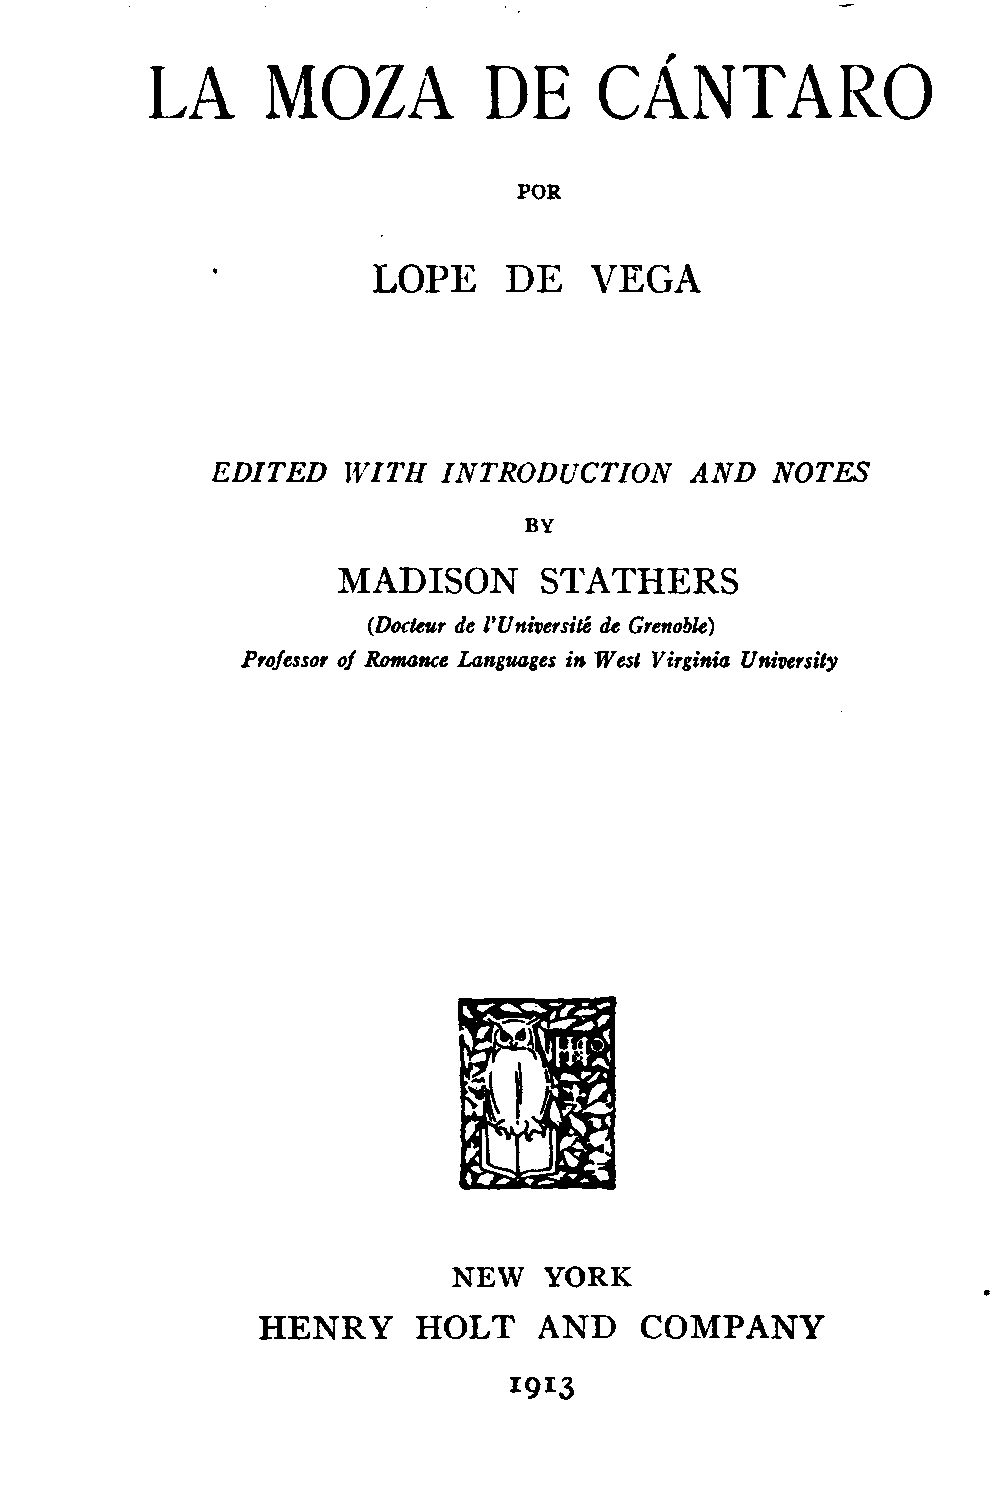 LA MOZA DE CÁNTARO
POR
LOPE DE VEGA
EDITED WITH INTRODUCTION AND NOTES
BY
MADISON STATHERS
(Docteur de l'Université de Grenoble)
Professor of Romance Languages in West Virginia University
NEW YORK
HENRY HOLT AND COMPANY
1913